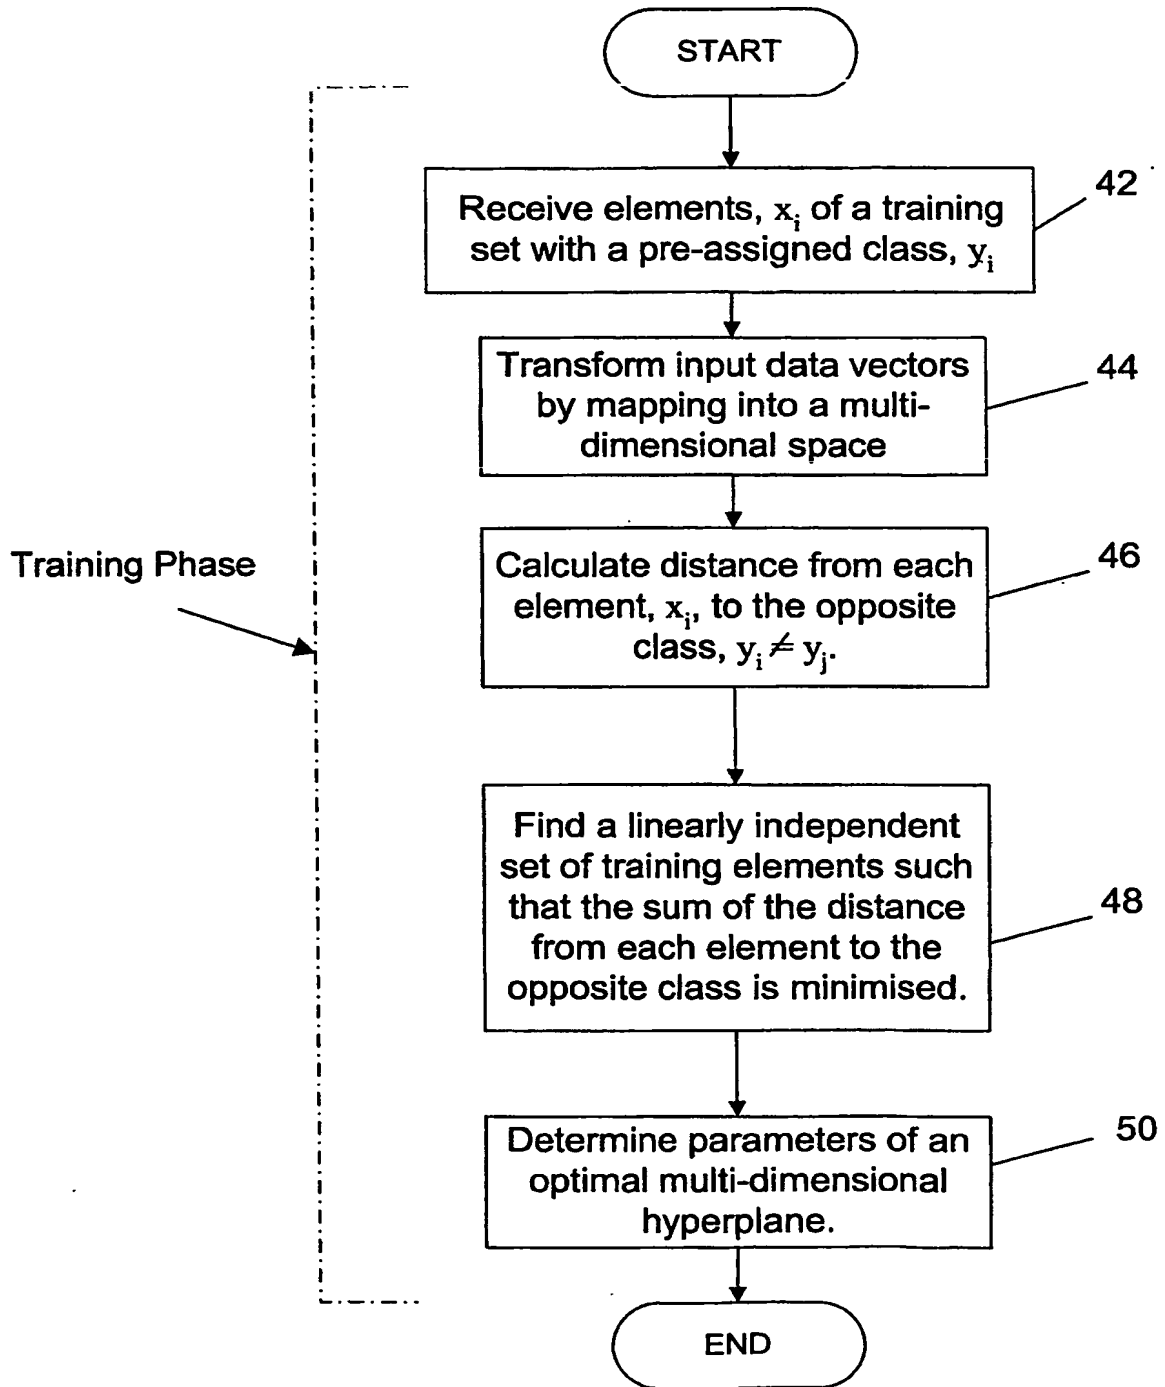 START
42
Receive elements, xᵢ of a training
set with a pre-assigned class, yᵢ
Transform input data vectors
by mapping into a multi-
dimensional space
44
Training Phase
Calculate distance from each
element, xᵢ, to the opposite
class, yᵢ ≠ yⱼ.
46
Find a linearly independent
set of training elements such
that the sum of the distance
from each element to the
opposite class is minimised.
48
Determine parameters of an
optimal multi-dimensional
hyperplane.
50
END